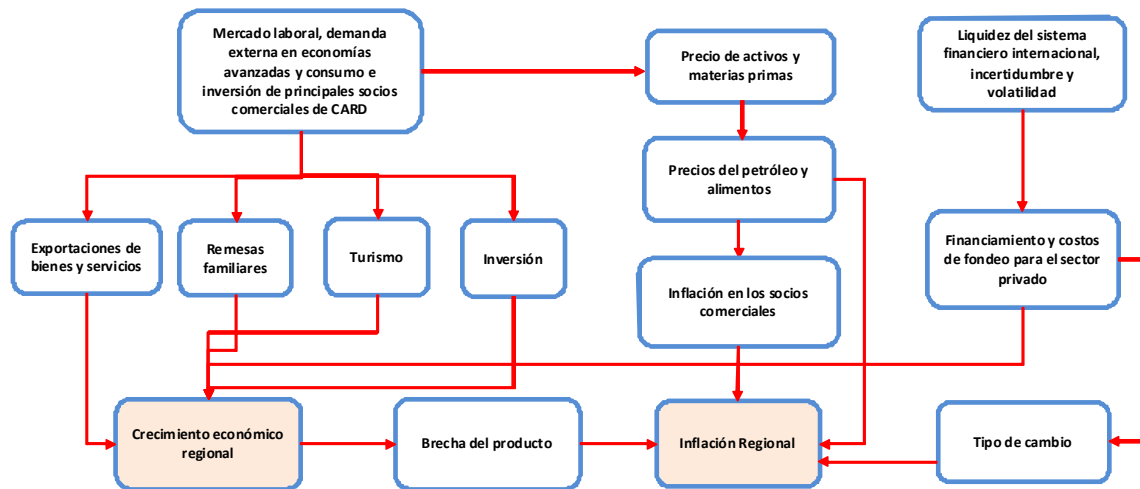 Mercado laboral, demanda
externa en economías
avanzadas y consumo e
inversión de principales socios
comerciales de CARD
Precio de activos y
materias primas
Liquidez del sistema
financiero internacional,
incertidumbre y
volatilidad
Precios del petróleo y
alimentos
Exportaciones de
bienes y servicios
Remesas
familiares
Turismo
Inversión
Financiamiento y costos
de fondeo para el sector
privado
Inflación en los socios
comerciales
Crecimiento económico
regional
Brecha del producto
Inflación Regional
Tipo de cambio